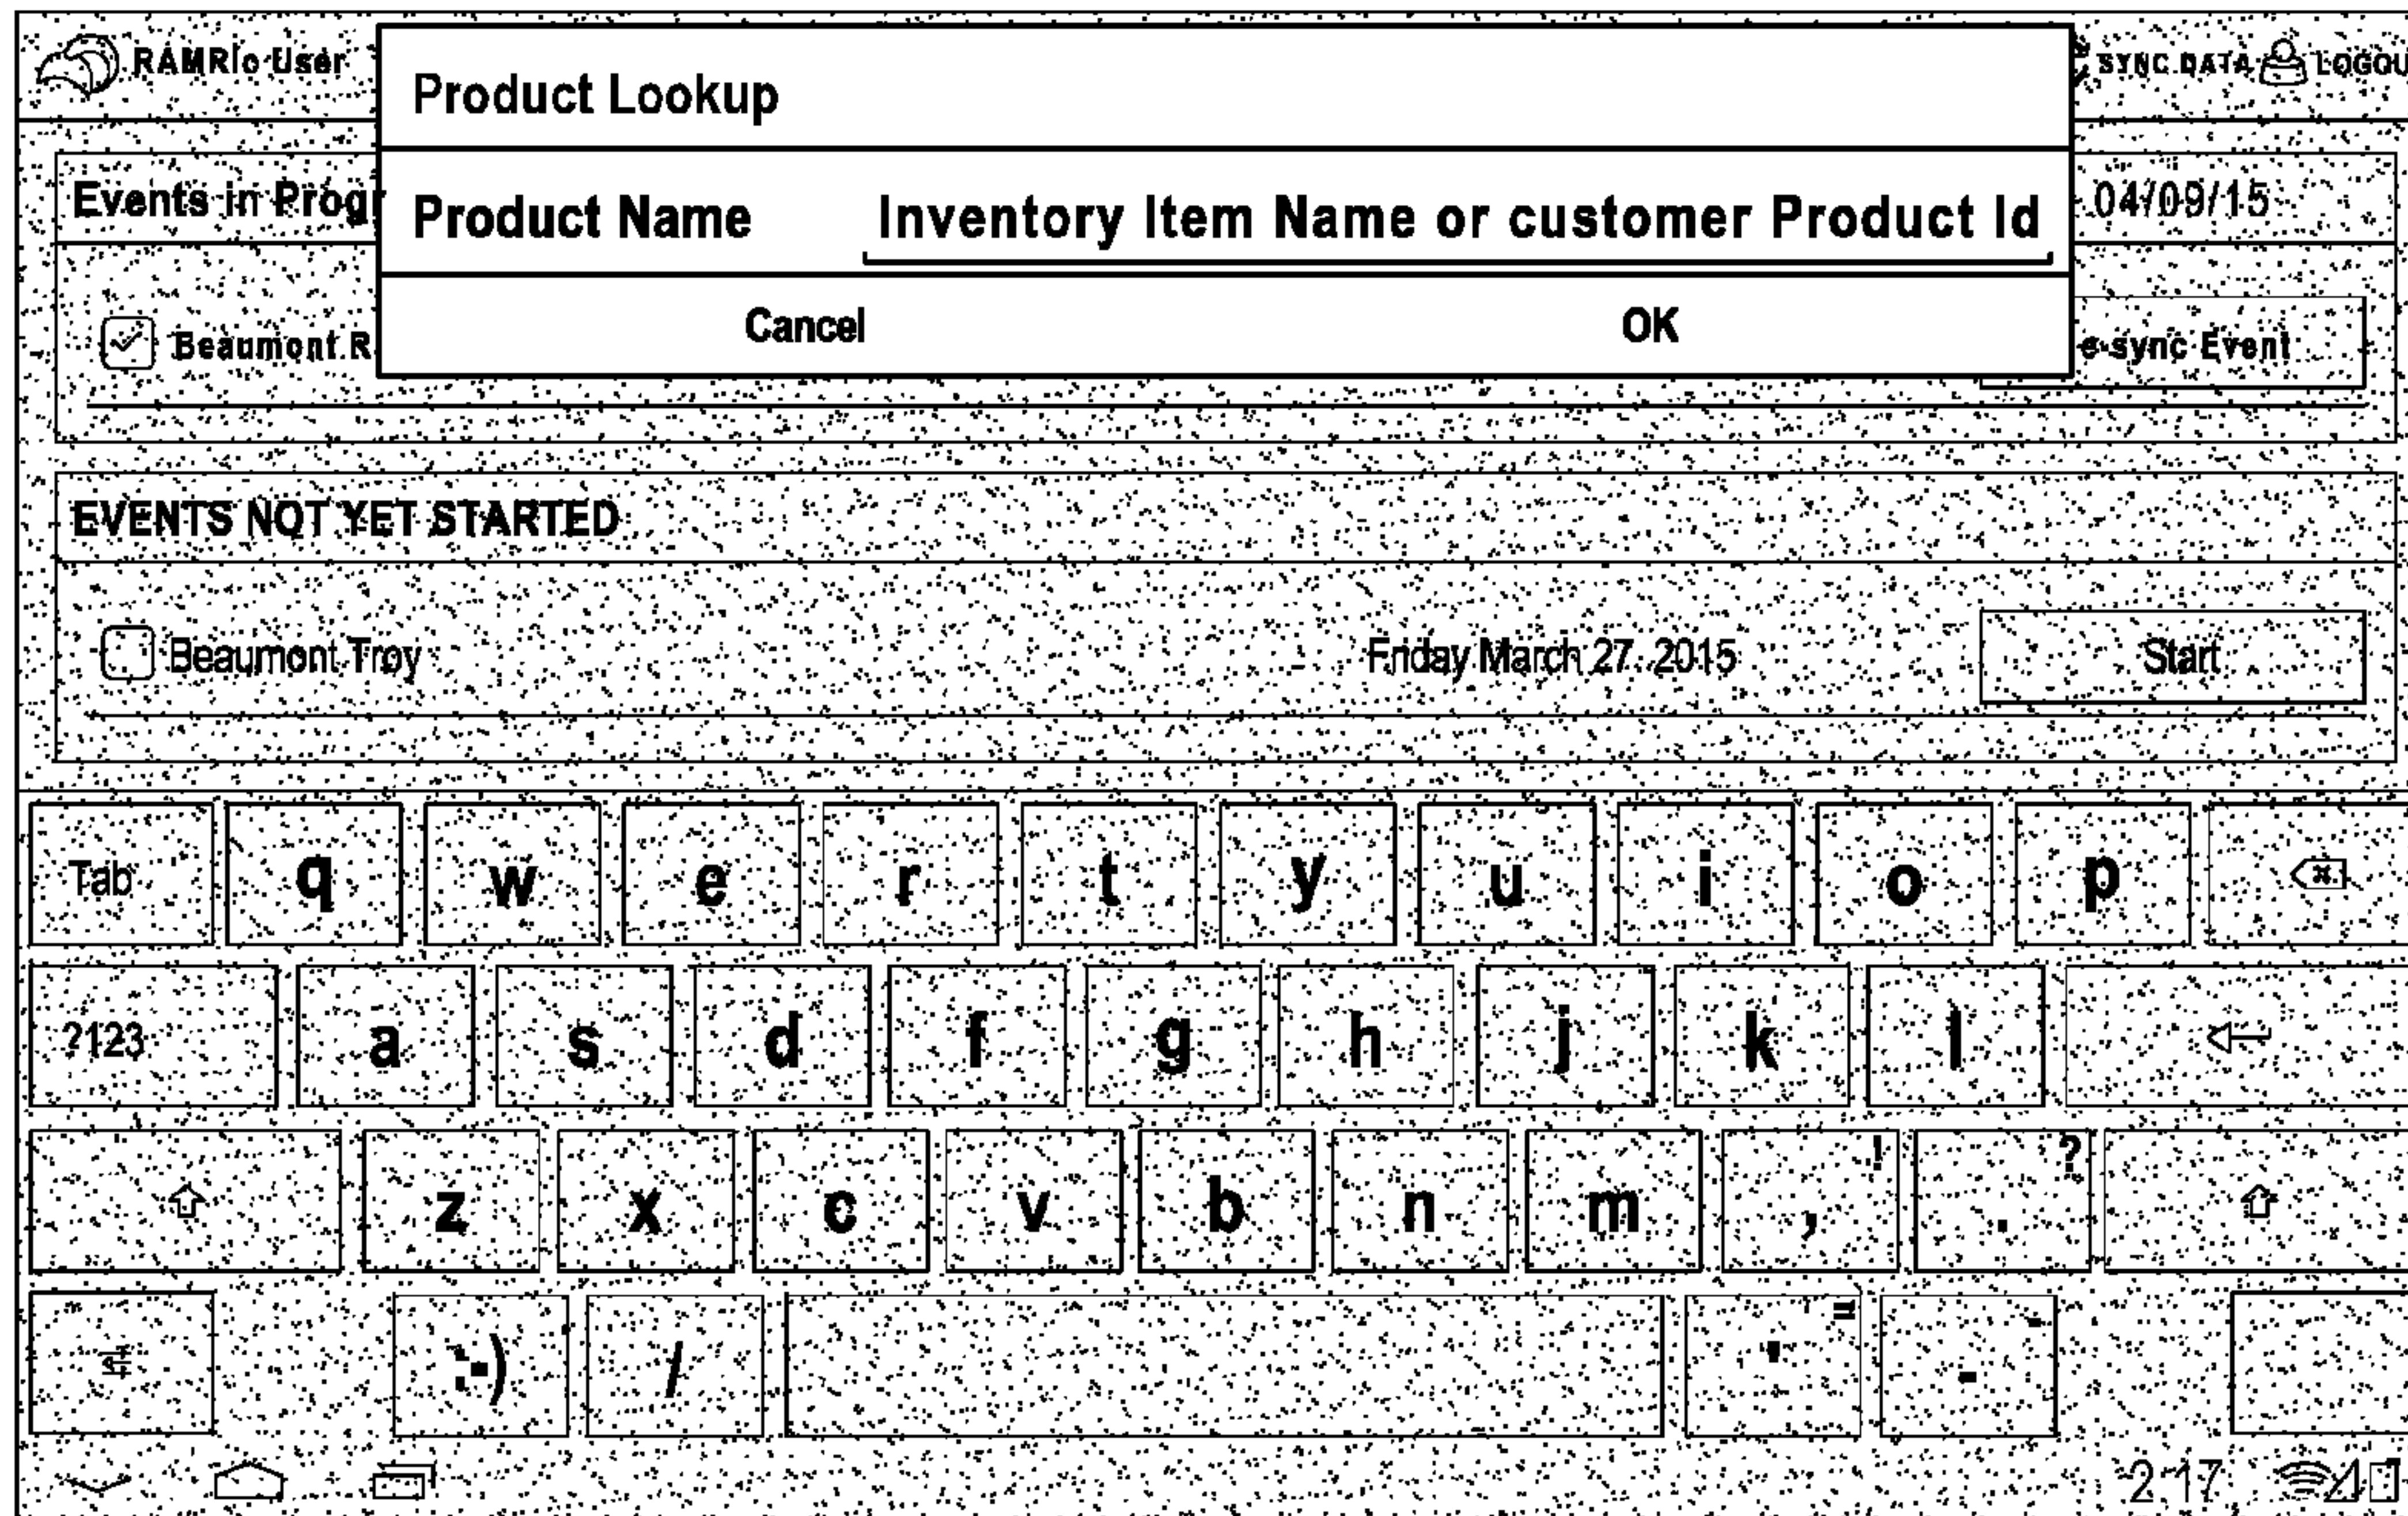 RAMRio User
SYNC DATA LOGOU
Product Lookup
Events in Progr
04/09/15
Product Name Inventory Item Name or customer Product Id
Cancel OK
Beaumont R
e-sync Event
EVENTS NOT YET STARTED
Beaumont Troy Friday March 27. 2015 Start
Tab q w e r t y u i o p
?123 a s d f g h j k l
z x c v b n m , ! . ?
:-) / ' " - -
2:17